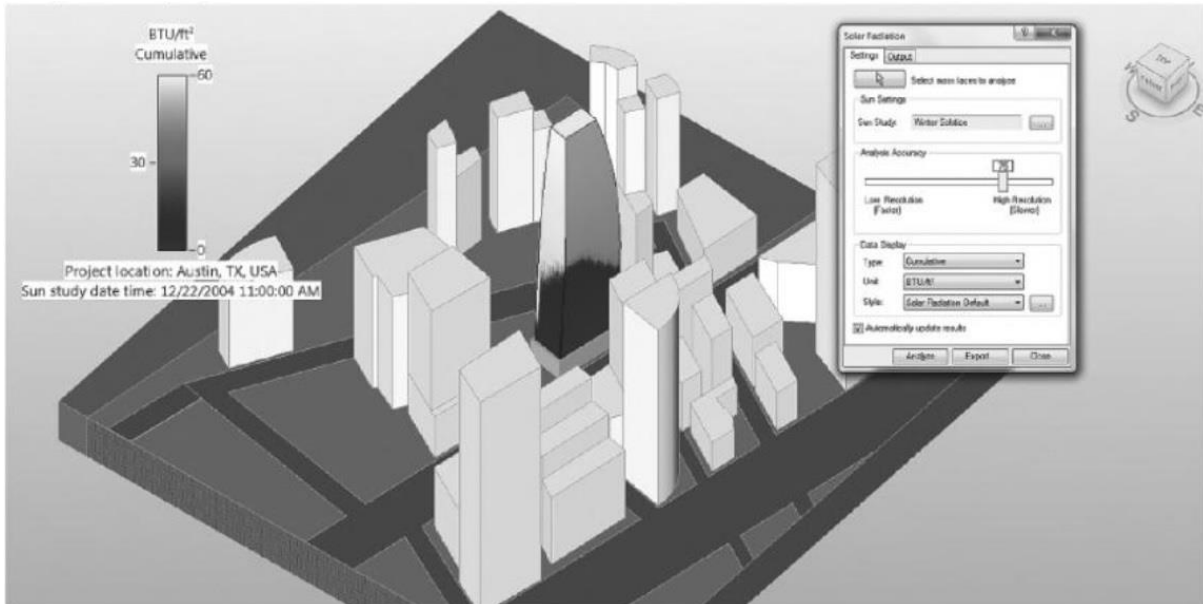 BTU/ft²
Cumulative
60
30
0
Project location: Austin, TX, USA
Sun study date time: 12/22/2004 11:00:00 AM
Solar Radiation
Settings
Output
Select mass faces to analyze
Sun Settings
Sun Study:
Winter Solstice
...
Analysis Accuracy
75
Low Resolution
(Faster)
High Resolution
(Slower)
Data Display
Type:
Cumulative
Unit:
BTU/ft²
Style:
Solar Radiation Default
...
Automatically update results
Analyze
Export
Close
TOP
W
S
E